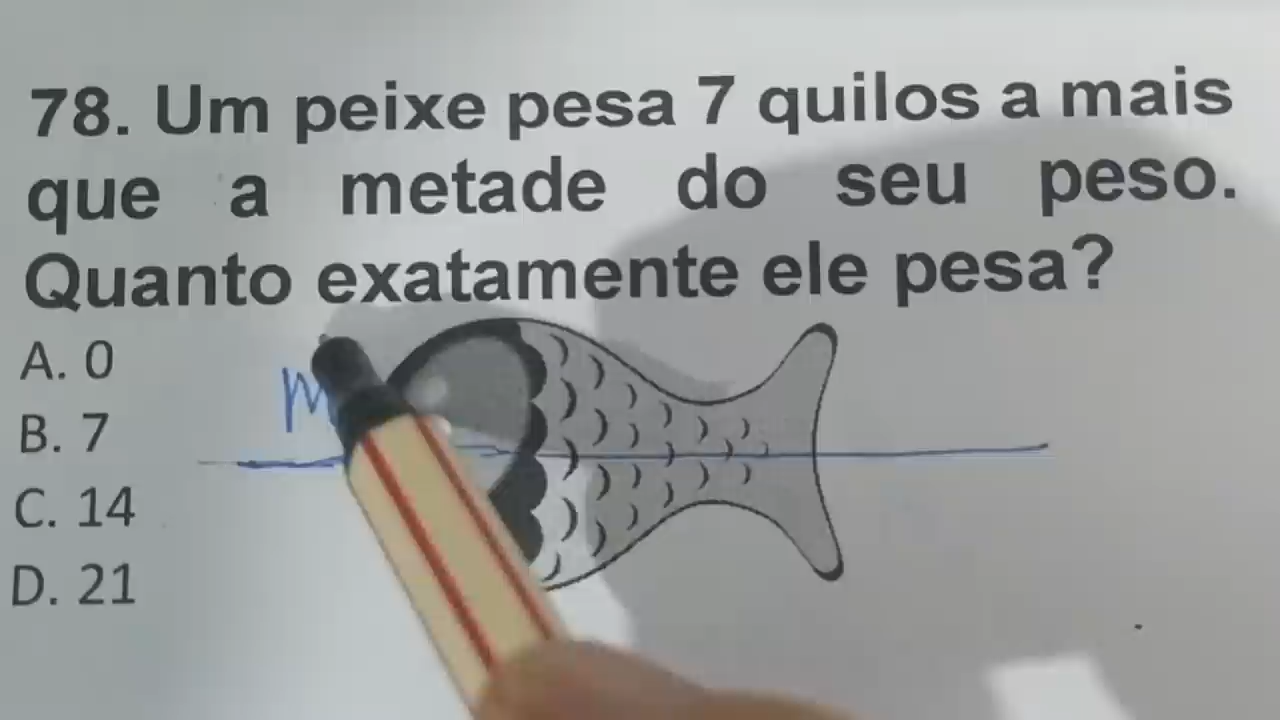 78. Um peixe pesa 7 quilos a mais
que a metade do seu peso.
Quanto exatamente ele pesa?
A. 0
B. 7
C. 14
D. 21